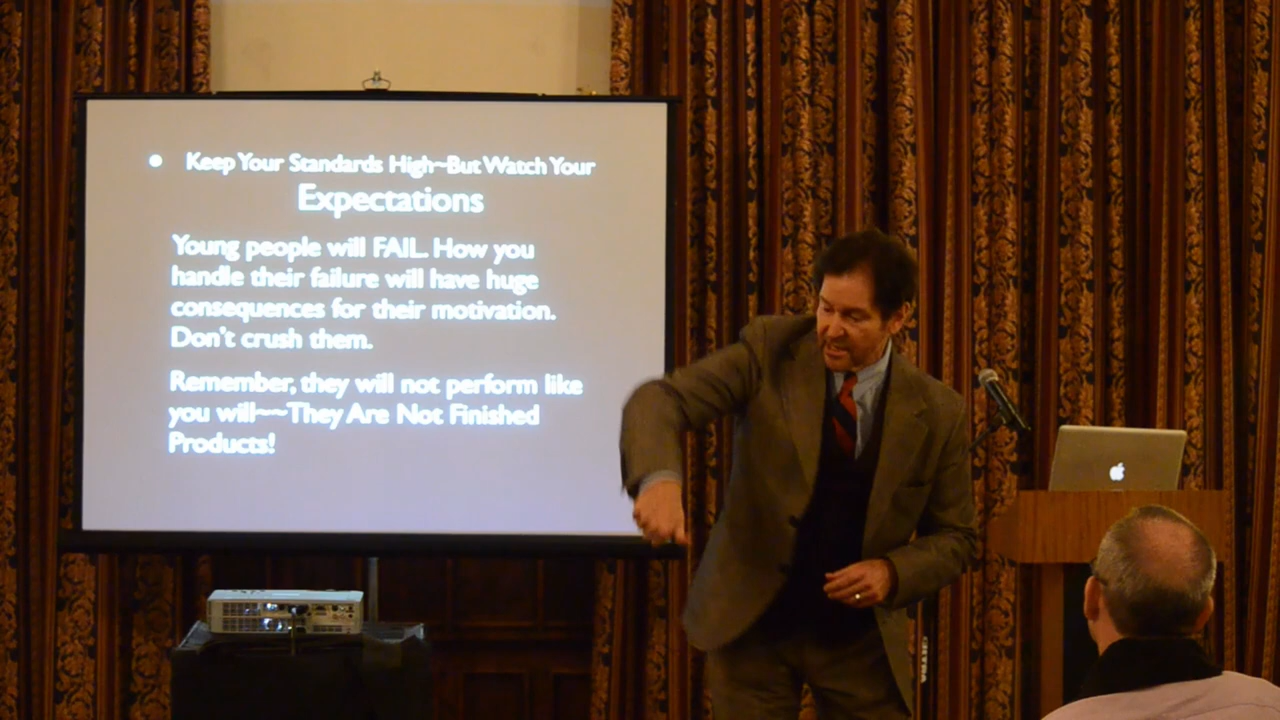 • Keep Your Standards High~But Watch Your
Expectations
Young people will FAIL. How you
handle their failure will have huge
consequences for their motivation.
Don't crush them.
Remember, they will not perform like
you will~~They Are Not Finished
Products!